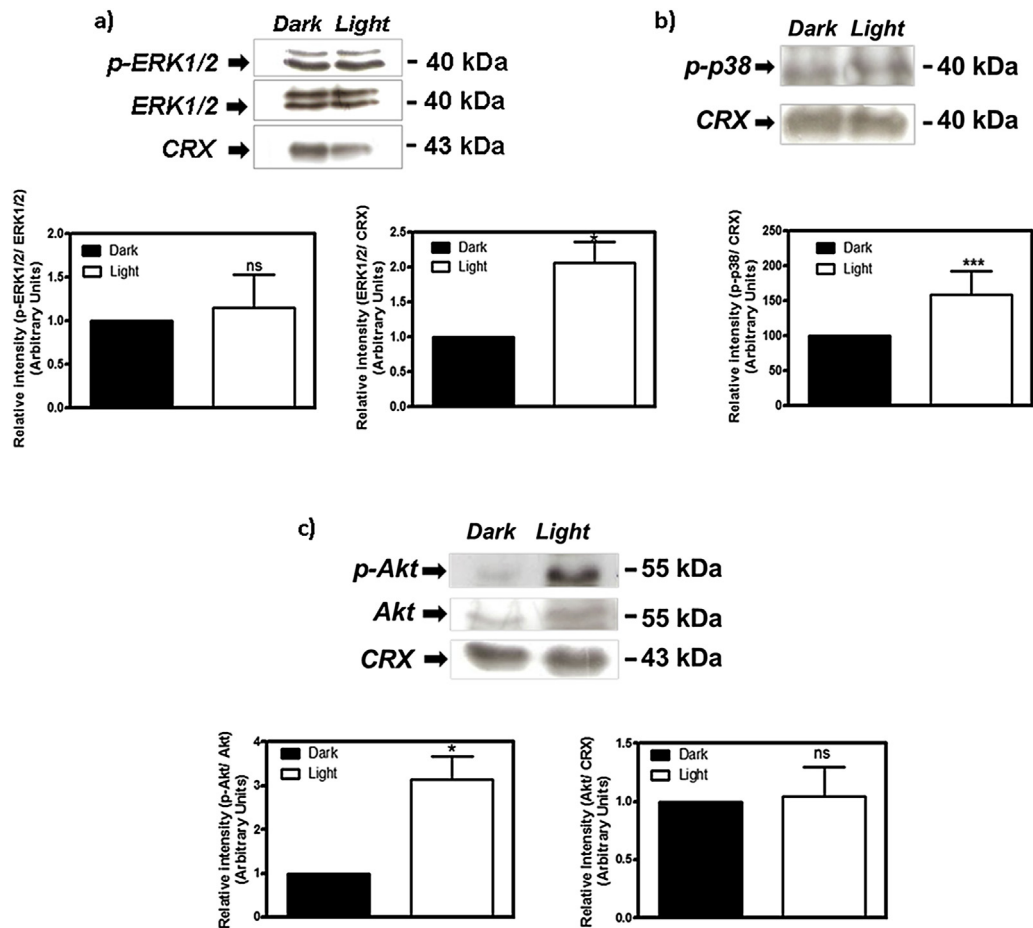 a)
Dark Light
p-ERK1/2 - 40 kDa
ERK1/2 - 40 kDa
CRX - 43 kDa
b)
Dark Light
p-p38 - 40 kDa
CRX - 40 kDa
Relative intensity (p-ERK1/2/ ERK1/2)
(Arbitrary Units)
2.0
1.5
1.0
0.5
0.0
Dark
Light
ns
Relative intensity (ERK1/2/ CRX)
(Arbitrary Units)
2.5
2.0
1.5
1.0
0.5
0.0
Dark
Light
*
Relative intensity (p-p38/ CRX)
(Arbitrary Units)
250
200
150
100
50
0
Dark
Light
***
c)
Dark Light
p-Akt - 55 kDa
Akt - 55 kDa
CRX - 43 kDa
Relative intensity (p-Akt/ Akt)
(Arbitrary Units)
4
3
2
1
0
Dark
Light
*
Relative Intensity (Akt/ CRX)
(Arbitrary Units)
1.5
1.0
0.5
0.0
Dark
Light
ns